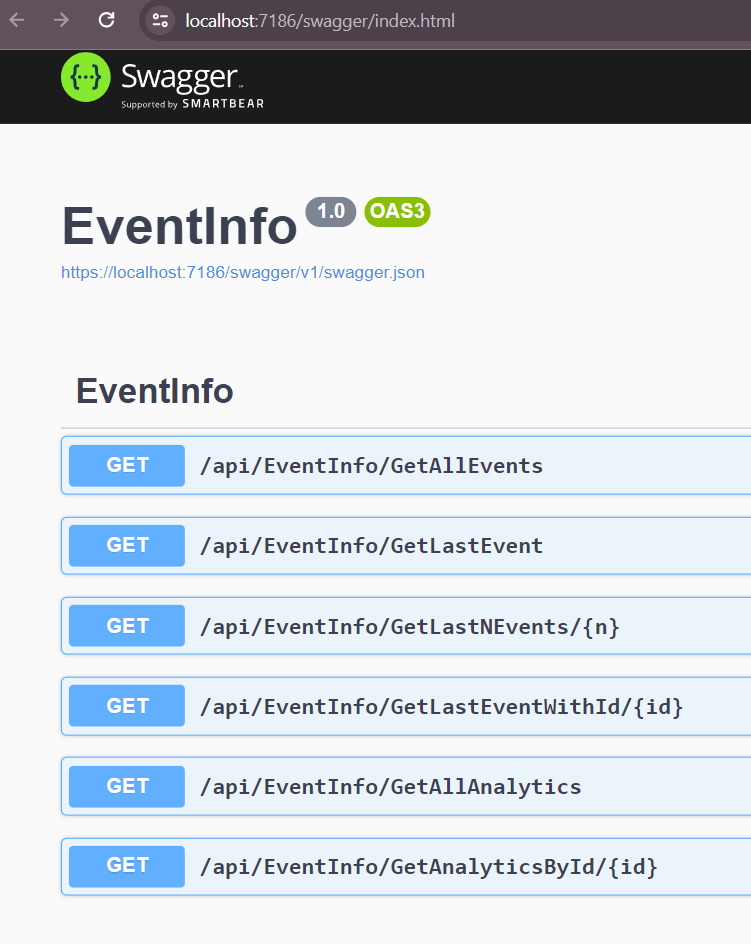 localhost:7186/swagger/index.html
{...} Swagger
Supported by SMARTBEAR
EventInfo 1.0 OAS3
https://localhost:7186/swagger/v1/swagger.json
EventInfo
GET /api/EventInfo/GetAllEvents
GET /api/EventInfo/GetLastEvent
GET /api/EventInfo/GetLastNEvents/{n}
GET /api/EventInfo/GetLastEventWithId/{id}
GET /api/EventInfo/GetAllAnalytics
GET /api/EventInfo/GetAnalyticsById/{id}